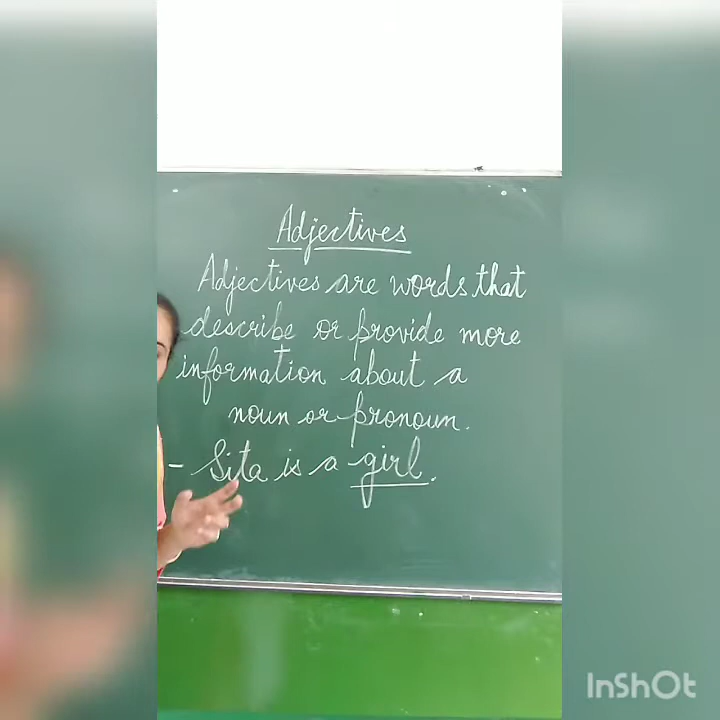 Adjectives
Adjectives are words that
describe or provide more
information about a
noun or pronoun.
- Sita is a girl.
InShOt